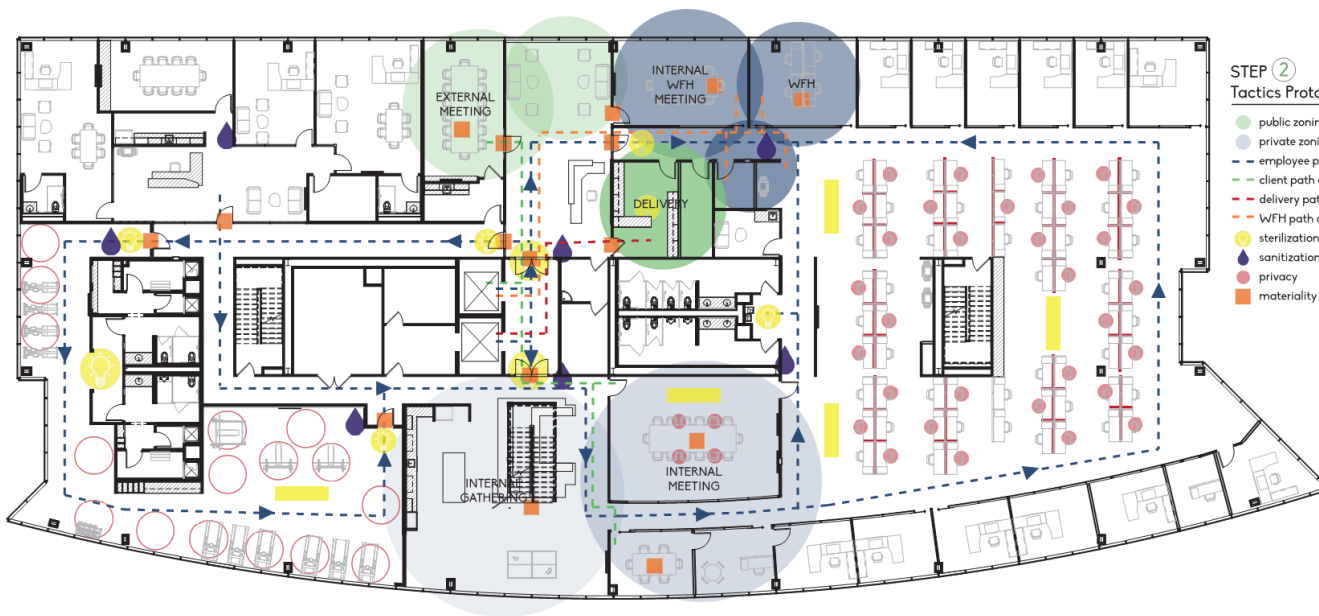 EXTERNAL
MEETING
INTERNAL
WFH
MEETING
WFH
DELIVERY
INTERNAL
GATHERING
INTERNAL
MEETING
STEP 2
Tactics Proto
public zonin
private zoni
employee p
client path
delivery pat
WFH path
sterilization
sanitization
privacy
materiality